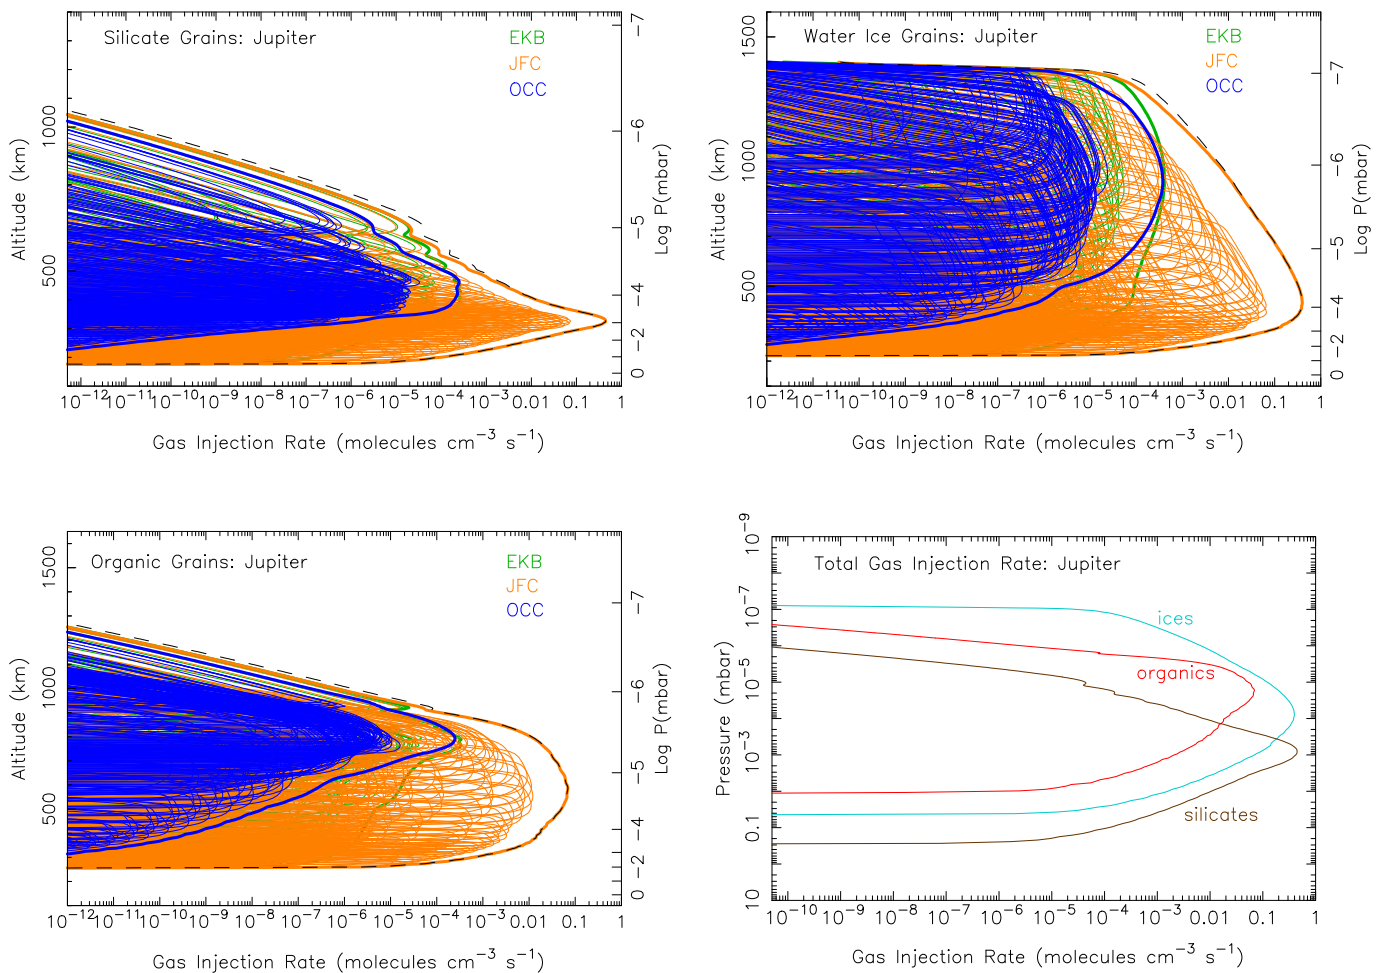 Silicate Grains: Jupiter
EKB
JFC
OCC
Altitude (km)
500
1000
Log P(mbar)
-7
-6
-5
-4
-2
0
10^-12 10^-11 10^-10 10^-9 10^-8 10^-7 10^-6 10^-5 10^-4 10^-3 0.01 0.1 1
Gas Injection Rate (molecules cm^-3 s^-1)
Water Ice Grains: Jupiter
EKB
JFC
OCC
Altitude (km)
500
1000
1500
Log P(mbar)
-7
-6
-5
-4
-2
0
10^-12 10^-11 10^-10 10^-9 10^-8 10^-7 10^-6 10^-5 10^-4 10^-3 0.01 0.1 1
Gas Injection Rate (molecules cm^-3 s^-1)
Organic Grains: Jupiter
EKB
JFC
OCC
Altitude (km)
500
1000
1500
Log P(mbar)
-7
-6
-5
-4
-2
0
10^-12 10^-11 10^-10 10^-9 10^-8 10^-7 10^-6 10^-5 10^-4 10^-3 0.01 0.1 1
Gas Injection Rate (molecules cm^-3 s^-1)
Total Gas Injection Rate: Jupiter
ices
organics
silicates
Pressure (mbar)
10^-9
10^-7
10^-5
10^-3
0.1
10
10^-10 10^-9 10^-8 10^-7 10^-6 10^-5 10^-4 10^-3 0.01 0.1 1
Gas Injection Rate (molecules cm^-3 s^-1)